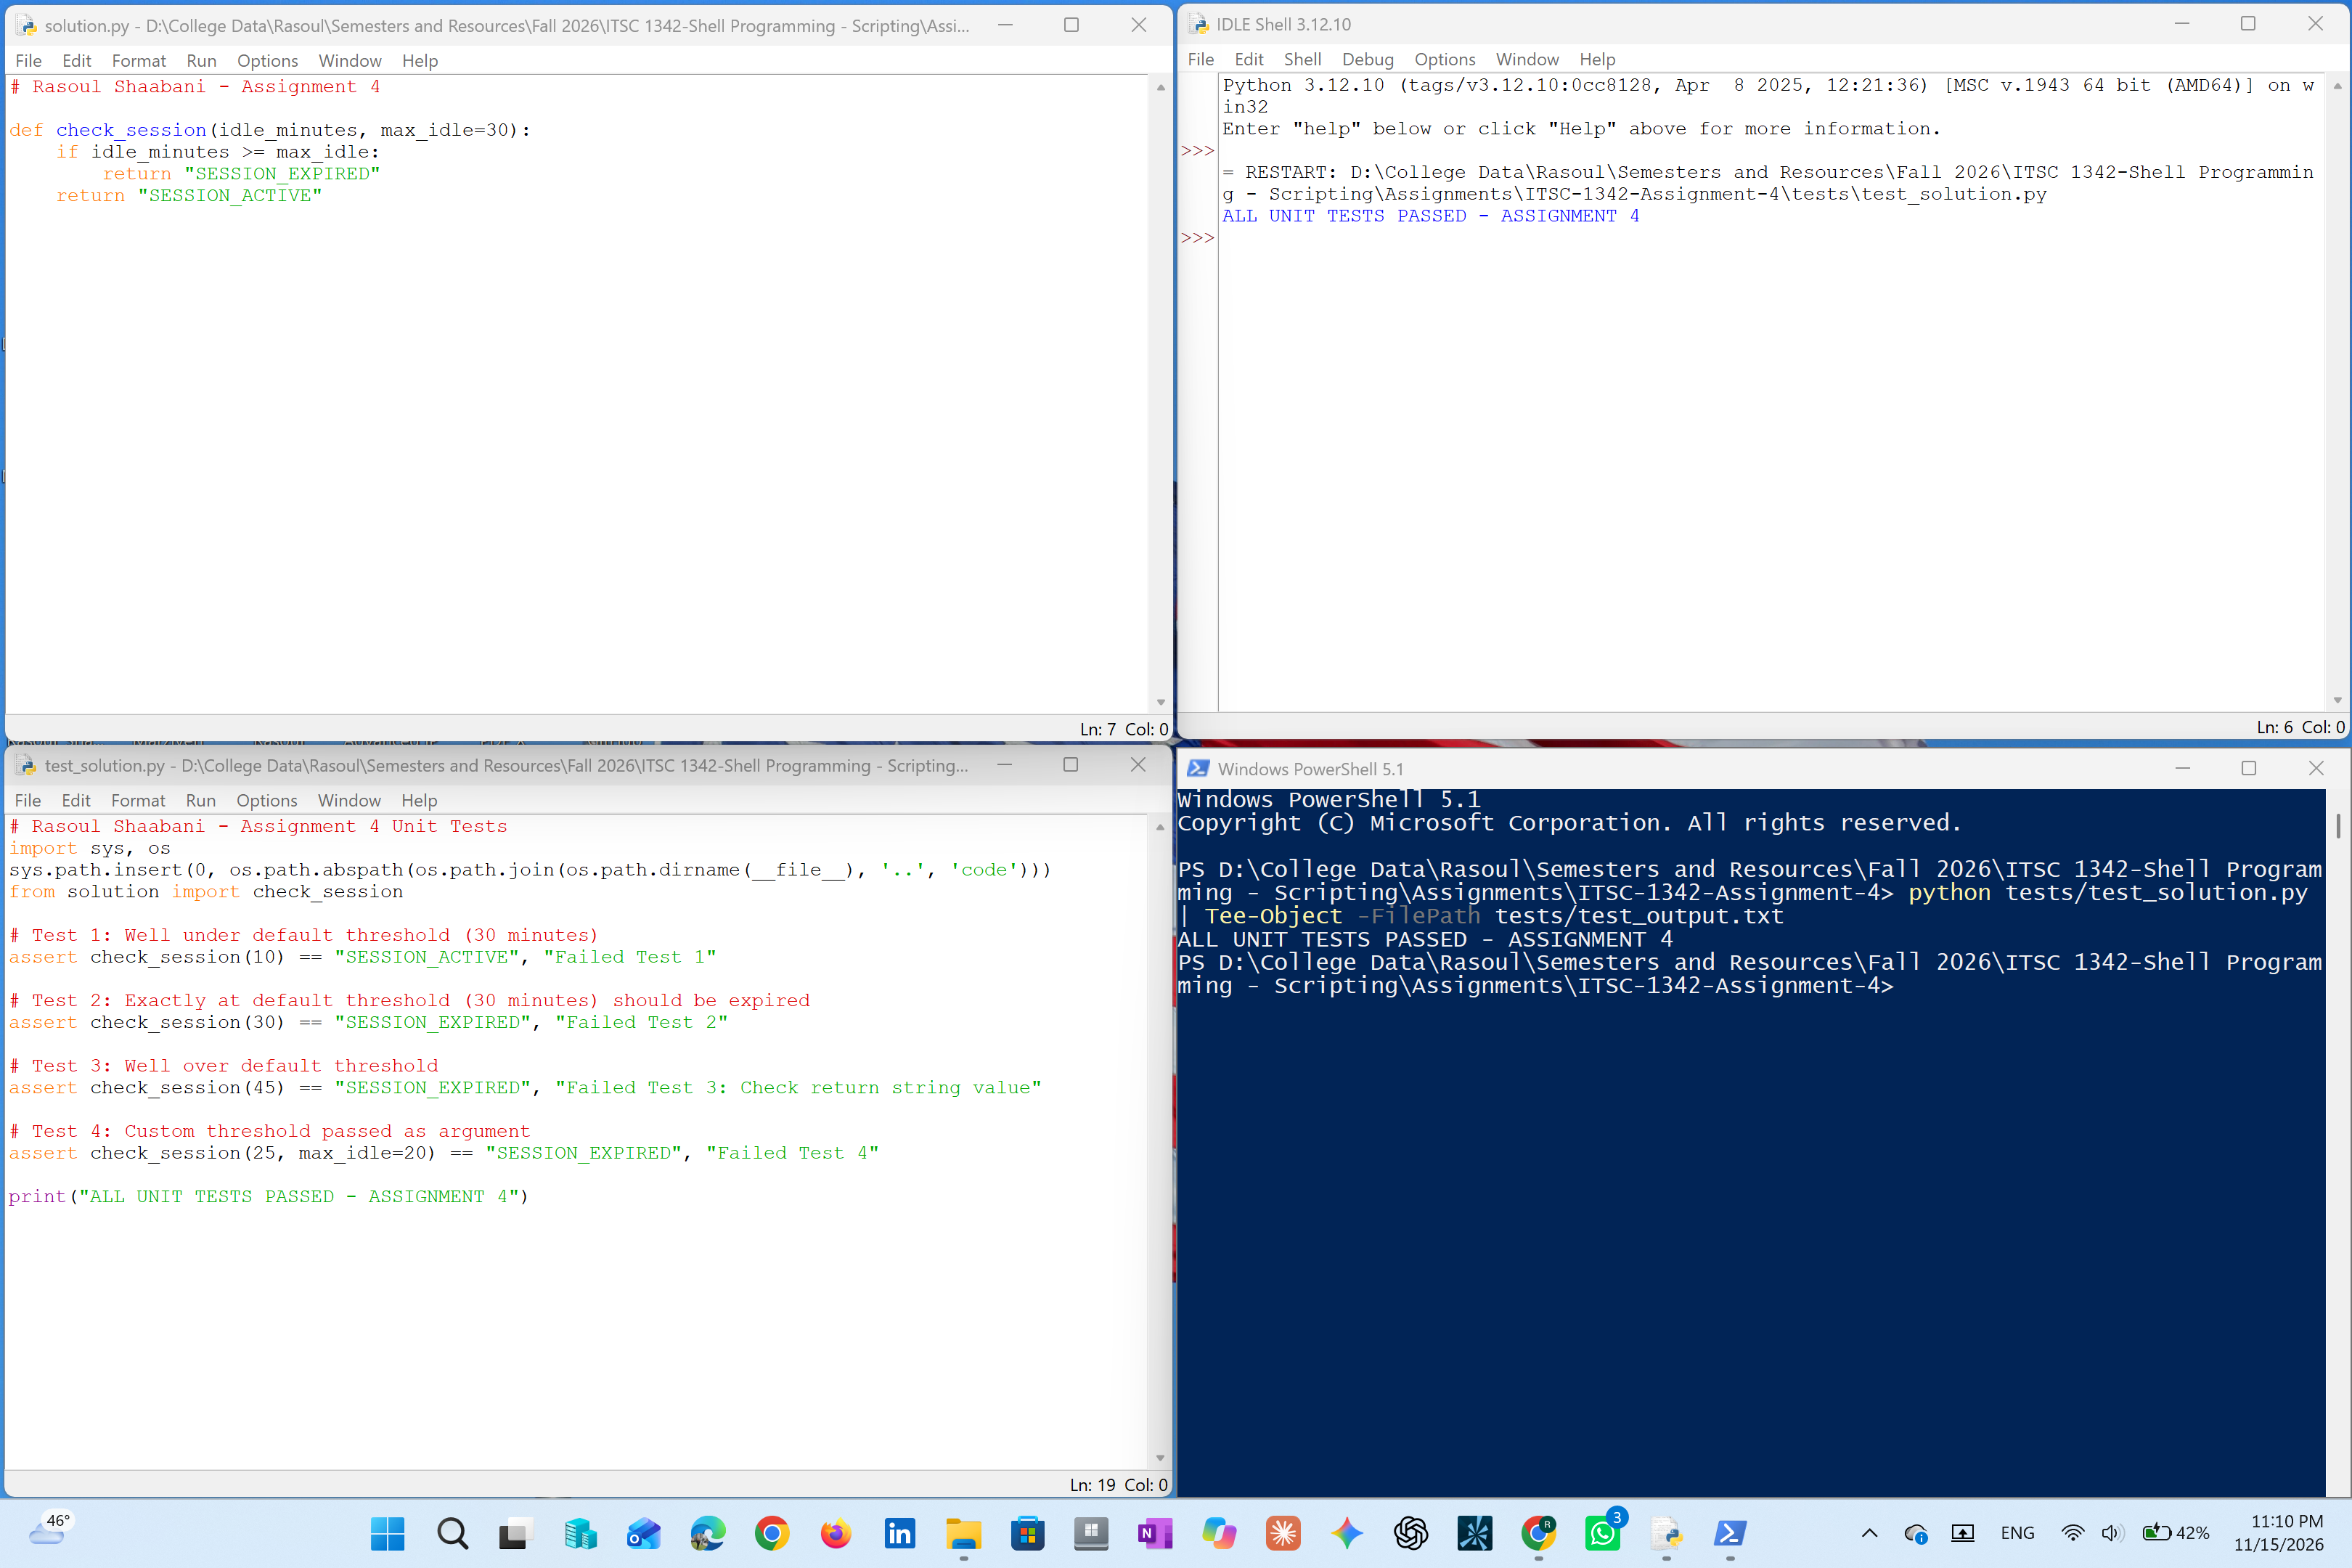 solution.py - D:\College Data\Rasoul\Semesters and Resources\Fall 2026\ITSC 1342-Shell Programming - Scripting\Assi...
File Edit Format Run Options Window Help
# Rasoul Shaabani - Assignment 4
def check_session(idle_minutes, max_idle=30):
    if idle_minutes >= max_idle:
        return "SESSION_EXPIRED"
    return "SESSION_ACTIVE"
Ln: 7 Col: 0
IDLE Shell 3.12.10
File Edit Shell Debug Options Window Help
Python 3.12.10 (tags/v3.12.10:0cc8128, Apr  8 2025, 12:21:36) [MSC v.1943 64 bit (AMD64)] on w
in32
Enter "help" below or click "Help" above for more information.
>>>
= RESTART: D:\College Data\Rasoul\Semesters and Resources\Fall 2026\ITSC 1342-Shell Programmin
g - Scripting\Assignments\ITSC-1342-Assignment-4\tests\test_solution.py
ALL UNIT TESTS PASSED - ASSIGNMENT 4
>>>
Ln: 6 Col: 0
test_solution.py - D:\College Data\Rasoul\Semesters and Resources\Fall 2026\ITSC 1342-Shell Programming - Scripting...
File Edit Format Run Options Window Help
# Rasoul Shaabani - Assignment 4 Unit Tests
import sys, os
sys.path.insert(0, os.path.abspath(os.path.join(os.path.dirname(__file__), '..', 'code')))
from solution import check_session
# Test 1: Well under default threshold (30 minutes)
assert check_session(10) == "SESSION_ACTIVE", "Failed Test 1"
# Test 2: Exactly at default threshold (30 minutes) should be expired
assert check_session(30) == "SESSION_EXPIRED", "Failed Test 2"
# Test 3: Well over default threshold
assert check_session(45) == "SESSION_EXPIRED", "Failed Test 3: Check return string value"
# Test 4: Custom threshold passed as argument
assert check_session(25, max_idle=20) == "SESSION_EXPIRED", "Failed Test 4"
print("ALL UNIT TESTS PASSED - ASSIGNMENT 4")
Ln: 19 Col: 0
Windows PowerShell 5.1
Windows PowerShell 5.1
Copyright (C) Microsoft Corporation. All rights reserved.
PS D:\College Data\Rasoul\Semesters and Resources\Fall 2026\ITSC 1342-Shell Program
ming - Scripting\Assignments\ITSC-1342-Assignment-4> python tests/test_solution.py
| Tee-Object -FilePath tests/test_output.txt
ALL UNIT TESTS PASSED - ASSIGNMENT 4
PS D:\College Data\Rasoul\Semesters and Resources\Fall 2026\ITSC 1342-Shell Program
ming - Scripting\Assignments\ITSC-1342-Assignment-4>
46°
in
N
R
3
ENG
42%
11:10 PM
11/15/2026